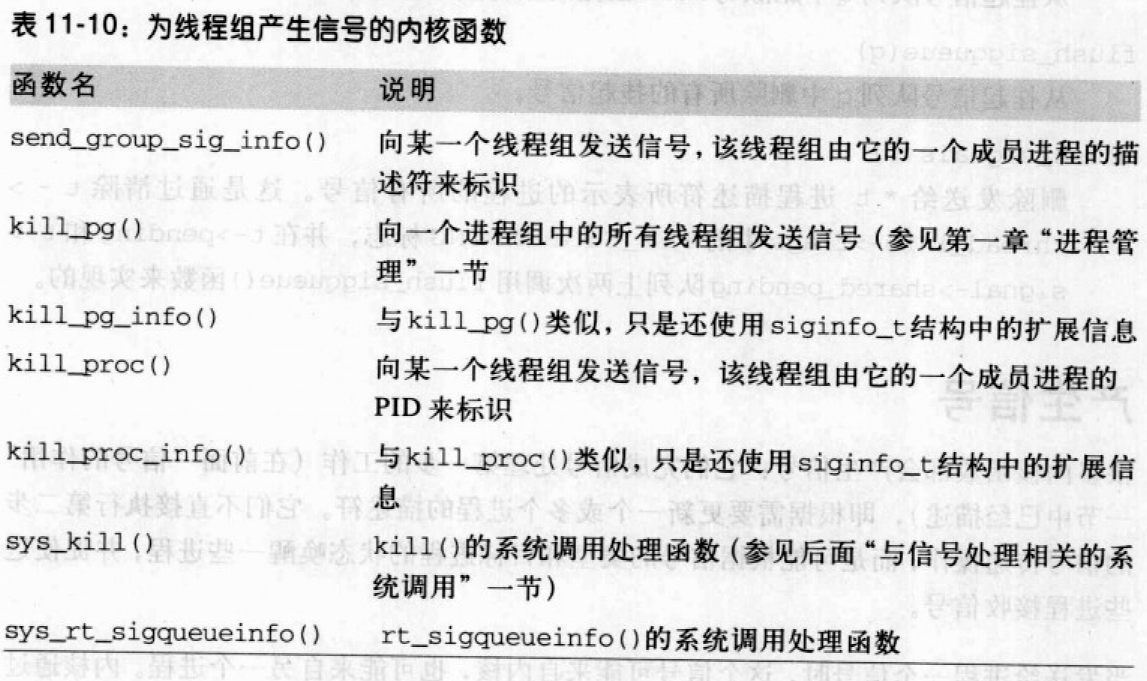 表 11-10：为线程组产生信号的内核函数
函数名 说明
send_group_sig_info() 向某一个线程组发送信号，该线程组由它的一个成员进程的描
述符来标识
kill_pg() 向一个进程组中的所有线程组发送信号（参见第一章“进程管
理”一节
kill_pg_info() 与kill_pg()类似，只是还使用siginfo_t结构中的扩展信息
kill_proc() 向某一个线程组发送信号，该线程组由它的一个成员进程的
PID 来标识
kill_proc_info() 与kill_proc()类似，只是还使用siginfo_t结构中的扩展信
息
sys_kill() kill()的系统调用处理函数（参见后面“与信号处理相关的系
统调用”一节）
sys_rt_sigqueueinfo() rt_sigqueueinfo()的系统调用处理函数